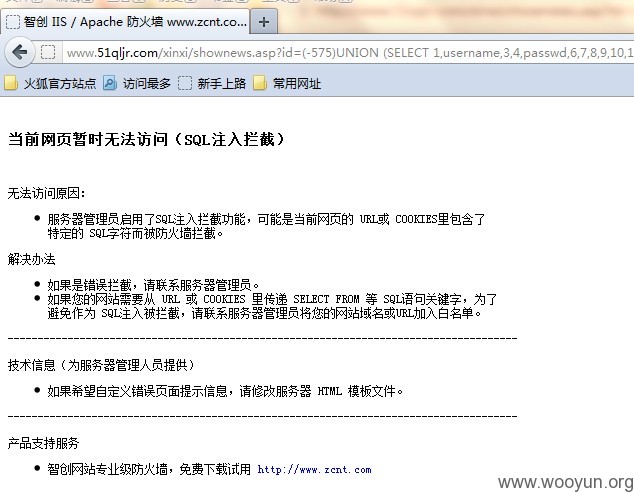 智创 IIS / Apache 防火墙 www.zcnt.co...
www.51qljr.com/xinxi/shownews.asp?id=(-575)UNION (SELECT 1,username,3,4,passwd,6,7,8,9,10,1
火狐官方站点 访问最多 新手上路 常用网址
当前网页暂时无法访问（SQL注入拦截）
无法访问原因：
服务器管理员启用了SQL注入拦截功能，可能是当前网页的 URL或 COOKIES里包含了
特定的 SQL字符而被防火墙拦截。
解决办法
如果是错误拦截，请联系服务器管理员。
如果您的网站需要从 URL 或 COOKIES 里传递 SELECT FROM 等 SQL语句关键字，为了
避免作为 SQL注入被拦截，请联系服务器管理员将您的网站域名或URL加入白名单。
技术信息（为服务器管理人员提供）
如果希望自定义错误页面提示信息，请修改服务器 HTML 模板文件。
产品支持服务
智创网站专业级防火墙，免费下载试用 http://www.zcnt.com
www.wooyun.org